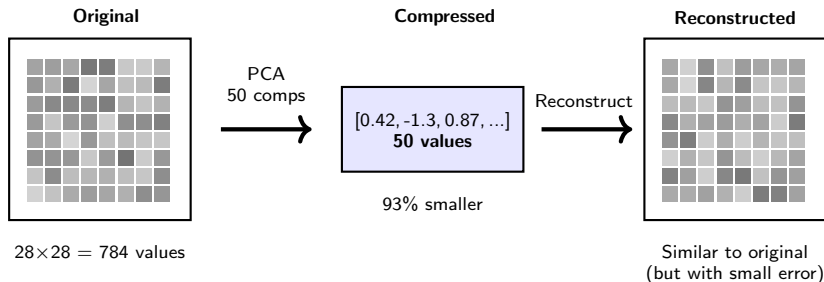 Original
Compressed
Reconstructed
PCA
50 comps
[0.42, -1.3, 0.87, ...]
50 values
Reconstruct
93% smaller
28×28 = 784 values
Similar to original
(but with small error)